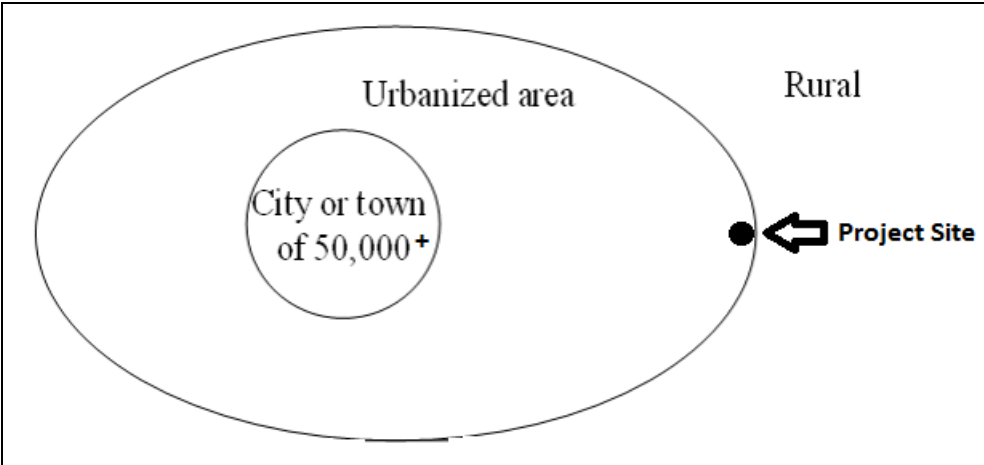 Urbanized area
Rural
City or town
of 50,000+
Project Site